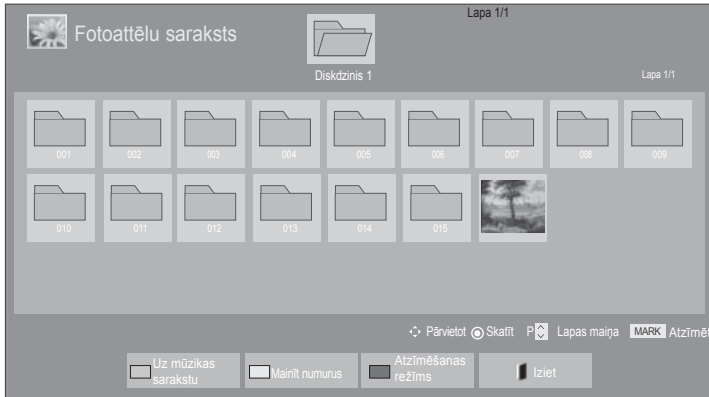 Lapa 1/1
Fotoattēlu saraksts
Diskdzinis 1
Lapa 1/1
001 002 003 004 005 006 007 008 009
010 011 012 013 014 015
Pārvietot Skatīt P Lapas maiņa MARK Atzīmēt
Uz mūzikas
sarakstu
Mainīt numurus
Atzīmēšanas
režīms
Iziet